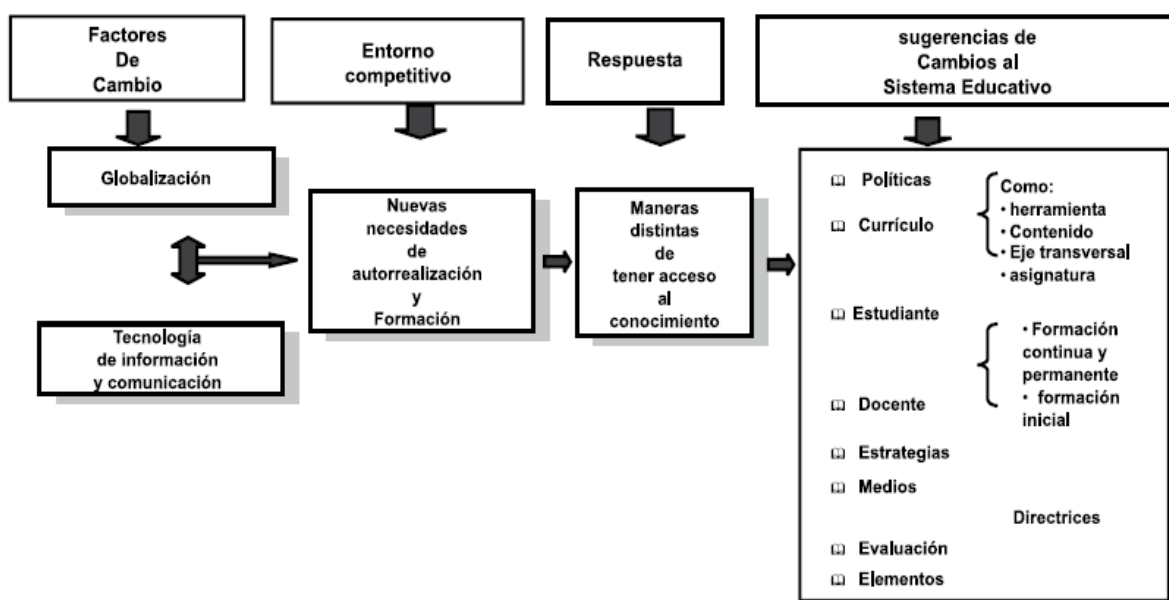 Factores
De
Cambio
Entorno
competitivo
Respuesta
sugerencias de
Cambios al
Sistema Educativo
Globalización
Tecnología
de información
y comunicación
Nuevas
necesidades
de
autorrealización
y
Formación
Maneras
distintas
de
tener acceso
al
conocimiento
Políticas
Currículo
Como:
• herramienta
• Contenido
• Eje transversal
• asignatura
Estudiante
Docente
• Formación
continua y
permanente
• formación
inicial
Estrategias
Medios
Directrices
Evaluación
Elementos